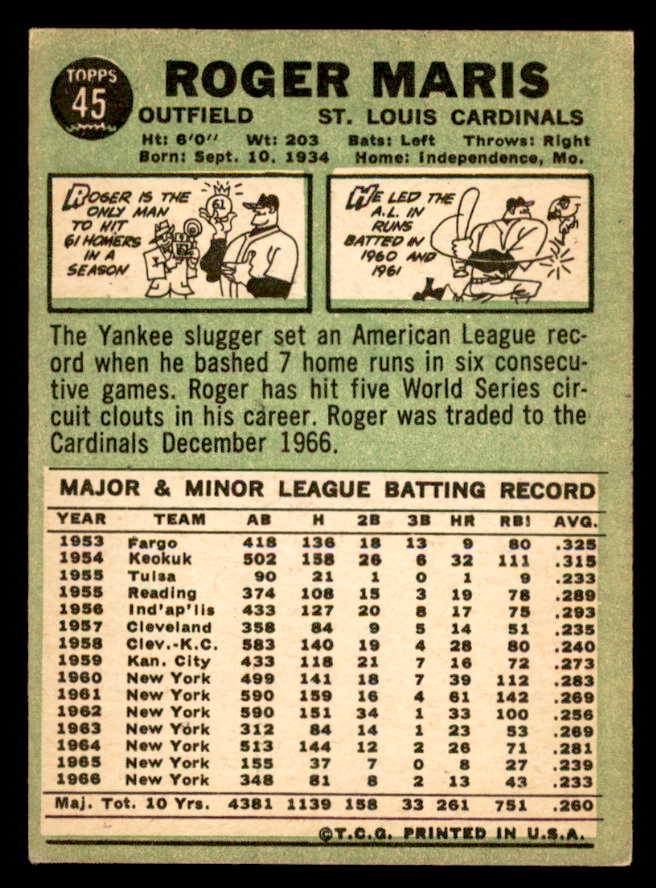 TOPPS
45
ROGER MARIS
OUTFIELD ST. LOUIS CARDINALS
Ht: 6'0" Wt: 203 Bats: Left Throws: Right
Born: Sept. 10, 1934 Home: Independence, Mo.
ROGER IS THE
ONLY MAN
TO HIT
61 HOMERS
IN A
SEASON
61
HE LED THE
A.L. IN
RUNS
BATTED IN
1960 AND
1961
The Yankee slugger set an American League rec-
ord when he bashed 7 home runs in six consecu-
tive games. Roger has hit five World Series cir-
cuit clouts in his career. Roger was traded to the
Cardinals December 1966.
MAJOR & MINOR LEAGUE BATTING RECORD
YEAR TEAM AB H 2B 3B HR RBI AVG.
1953 Fargo 418 136 18 13 9 80 .325
1954 Keokuk 502 158 26 6 32 111 .315
1955 Tulsa 90 21 1 0 1 9 .233
1955 Reading 374 108 15 3 19 78 .289
1956 Ind'ap'lis 433 127 20 8 17 75 .293
1957 Cleveland 358 84 9 5 14 51 .235
1958 Clev.-K.C. 583 140 19 4 28 80 .240
1959 Kan. City 433 118 21 7 16 72 .273
1960 New York 499 141 18 7 39 112 .283
1961 New York 590 159 16 4 61 142 .269
1962 New York 590 151 34 1 33 100 .256
1963 New York 312 84 14 1 23 53 .269
1964 New York 513 144 12 2 26 71 .281
1965 New York 155 37 7 0 8 27 .239
1966 New York 348 81 8 2 13 43 .233
Maj. Tot. 10 Yrs. 4381 1139 158 33 261 751 .260
©T.C.G. PRINTED IN U.S.A.